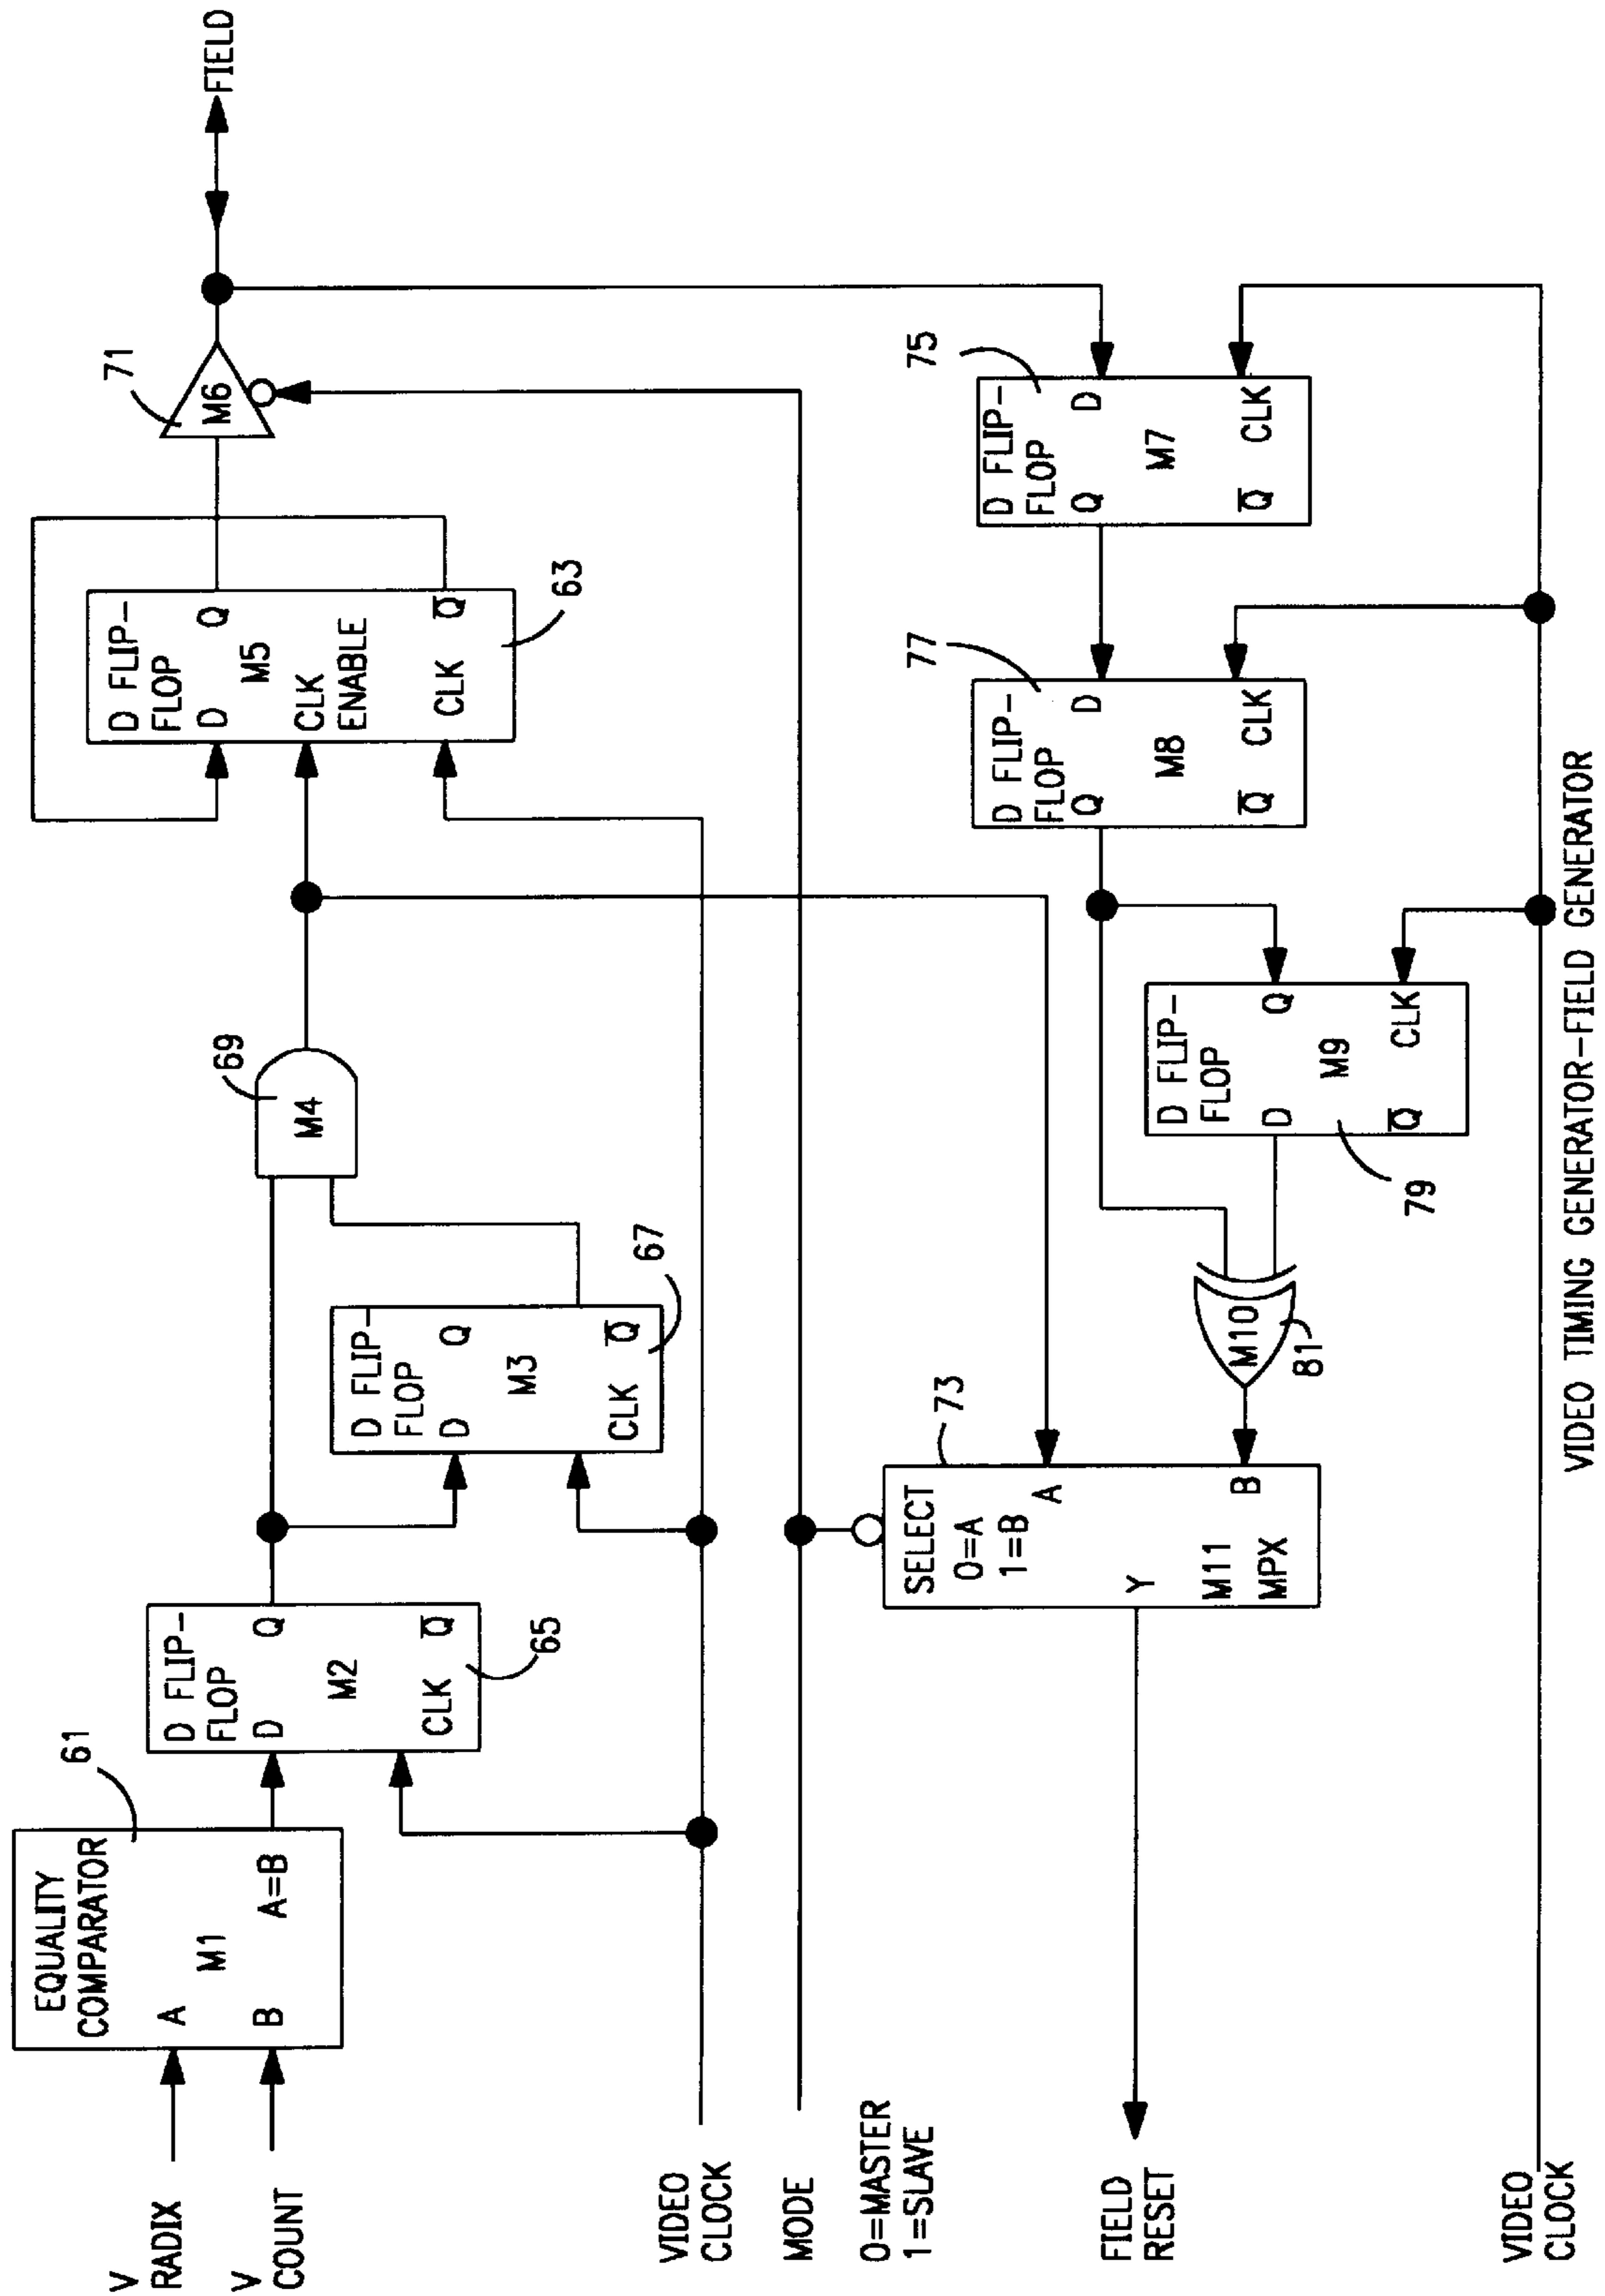 EQUALITY
COMPARATOR
A
M1
B
A=B
61
V
RADIX
V
COUNT
D FLIP-
FLOP
D
Q
M2
CLK
Q̅
65
D FLIP-
FLOP
D
Q
M3
CLK
Q̅
67
M4
69
D FLIP-
FLOP
D
Q
M5
CLK
ENABLE
CLK
Q̅
63
M6
71
FIELD
VIDEO
CLOCK
MODE
0=MASTER
1=SLAVE
SELECT
0=A
1=B
A
Y
B
M11
MPX
73
M10
81
D FLIP-
FLOP
D
Q
M9
Q̅
CLK
79
D FLIP-
FLOP
Q
D
M8
Q̅
CLK
77
D FLIP-
FLOP
Q
D
M7
Q̅
CLK
75
FIELD
RESET
VIDEO
CLOCK
VIDEO TIMING GENERATOR-FIELD GENERATOR